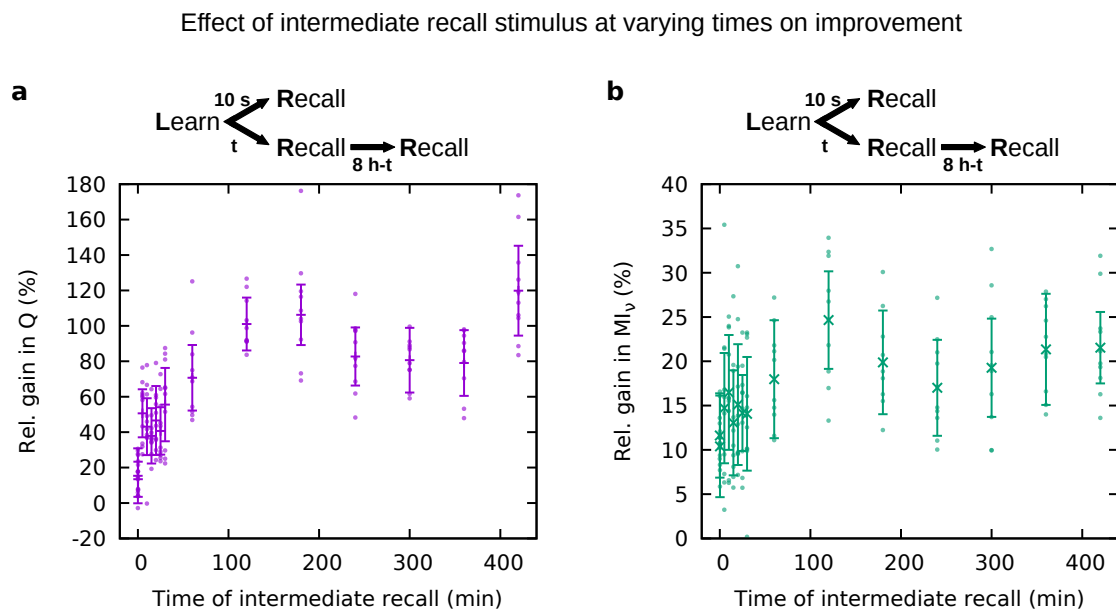 Effect of intermediate recall stimulus at varying times on improvement
a
10 s
Recall
Learn
t
Recall
Recall
8 h-t
180
160
140
120
100
80
60
40
20
0
-20
Rel. gain in Q (%)
0
100
200
300
400
Time of intermediate recall (min)
b
10 s
Recall
Learn
t
Recall
Recall
8 h-t
40
35
30
25
20
15
10
5
0
Rel. gain in MIν (%)
0
100
200
300
400
Time of intermediate recall (min)